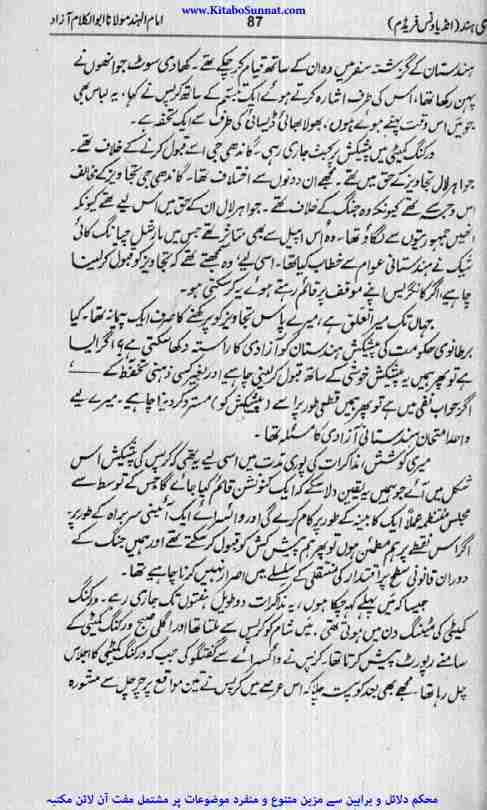 www.KitaboSunnat.com
ی ہند (انڈیا ونس فریڈم)
87
امام الہند مولانا ابوالکلام آزاد
ہندستان کے گزشتہ سفر میں وہ ان کے ساتھ قیام کر چکے تھے۔ کھادی سوٹ جو انھوں نے
پہن رکھا تھا، اُس کی طرف اشارہ کرتے ہوئے ایک تبسّم کے ساتھ کرپس نے کہا، یہ لباس بھی
جو میں اس وقت پہنے ہوئے ہوں، بھولا بھائی ڈیسائی کی طرف سے ایک تحفہ ہے۔
ورکنگ کمیٹی میں پیشکش پر بحث جاری رہی۔ گاندھی جی اسے قبول کرنے کے خلاف تھے۔
جواہر لال تجاویز کے حق میں تھے۔ مجھے ان دونوں سے اختلاف تھا۔ گاندھی جی تجاویز کے مخالف
اس وجہ سے تھے کیونکہ وہ جنگ کے خلاف تھے۔ جواہر لال ان کے حق میں اس لیے تھے کیونکہ
انھیں جمہوریتوں سے لگاؤ تھا۔ وہ اُس اپیل سے بھی متاثر تھے جس میں مارشل چیانگ کائی
شیک نے ہندستانی عوام سے خطاب کیا تھا۔ اسی لیے، وہ سمجھتے تھے کہ تجاویز کو قبول کر لینا
چاہیے، اگر کانگریس اپنے موقف پر قائم رہتے ہوئے یہ کر سکتی ہو۔
جہاں تک میرا تعلق ہے، میرے پاس تجاویز کو پرکھنے کا صرف ایک پیمانہ تھا۔ کیا
برطانوی حکومت کی پیشکش ہندستان کو آزادی کا راستہ دکھا سکتی ہے؟ اگر ایسا
ہے تو پھر ہمیں یہ پیشکش خوشی کے ساتھ قبول کر لینی چاہیے اور بغیر کسی ذہنی تحفظ کے ——
اگر جواب نفی میں ہے تو پھر ہمیں قطعی طور پر اُسے (پیشکش کو) مسترد کر دینا چاہیے۔ میرے لیے
واحد امتحان ہندستانی آزادی کا مسئلہ تھا۔
میری کوشش، مذاکرات کی پوری مدت میں اسی لیے یہ تھی کہ کرپس کی پیشکش اس
شکل میں آئے جو ہمیں یہ یقین دلا سکے کہ ایک کنونشن قائم کیا جائے گا جس کے توسط سے
مجلس منتظمہ عملاً ایک کابینہ کے طور پر کام کرے گی اور وائسرائے ایک آئینی سربراہ کے طور پر۔
اگر اس نقطے پر ہم مطمئن ہوں تو پھر ہم پیش کش کو قبول کر سکتے تھے اور ہمیں جنگ کے
دوران قانونی سطح پر اقتدار کی منتقلی کے سلسلے میں اصرار نہیں کرنا چاہیے تھا۔
جیسا کہ میں پہلے کہہ چکا ہوں، یہ مذاکرات دو طویل ہفتوں تک جاری رہے۔ ورکنگ
کمیٹی کی میٹنگ دن میں ہوتی تھی، میں شام کو کرپس سے ملتا تھا اور اگلی صبح ورکنگ کمیٹی کے
سامنے رپورٹ پیش کرتا تھا۔ کرپس نے وائسرائے سے گفتگو کی جب کہ ورکنگ کمیٹی کا اجلاس
چل رہا تھا۔ مجھے بھی بعد کو پتہ چلا کہ اس عرصے میں کرپس نے تین مواقع پر چرچل سے مشورہ
محکم دلائل و براہین سے مزین متنوع و منفرد موضوعات پر مشتمل مفت آن لائن مکتبہ